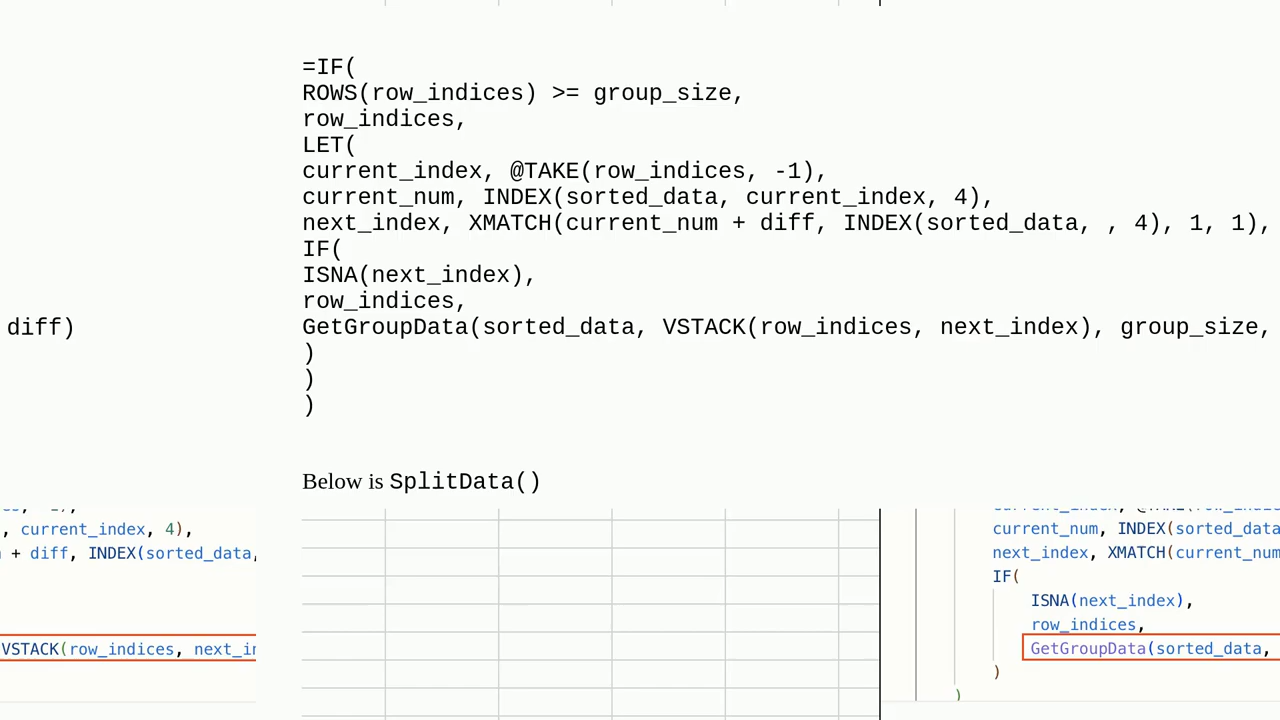 =IF(
ROWS(row_indices) >= group_size,
row_indices,
LET(
current_index, @TAKE(row_indices, -1),
current_num, INDEX(sorted_data, current_index, 4),
next_index, XMATCH(current_num + diff, INDEX(sorted_data, , 4), 1, 1),
IF(
ISNA(next_index),
row_indices,
diff)
GetGroupData(sorted_data, VSTACK(row_indices, next_index), group_size,
)
)
)
Below is SplitData()
, current_index, 4),
+ diff, INDEX(sorted_data,
VSTACK(row_indices, next_in
current_index, @TAKE(row_indic
current_num, INDEX(sorted_data
next_index, XMATCH(current_num
IF(
ISNA(next_index),
row_indices,
GetGroupData(sorted_data,
)
)